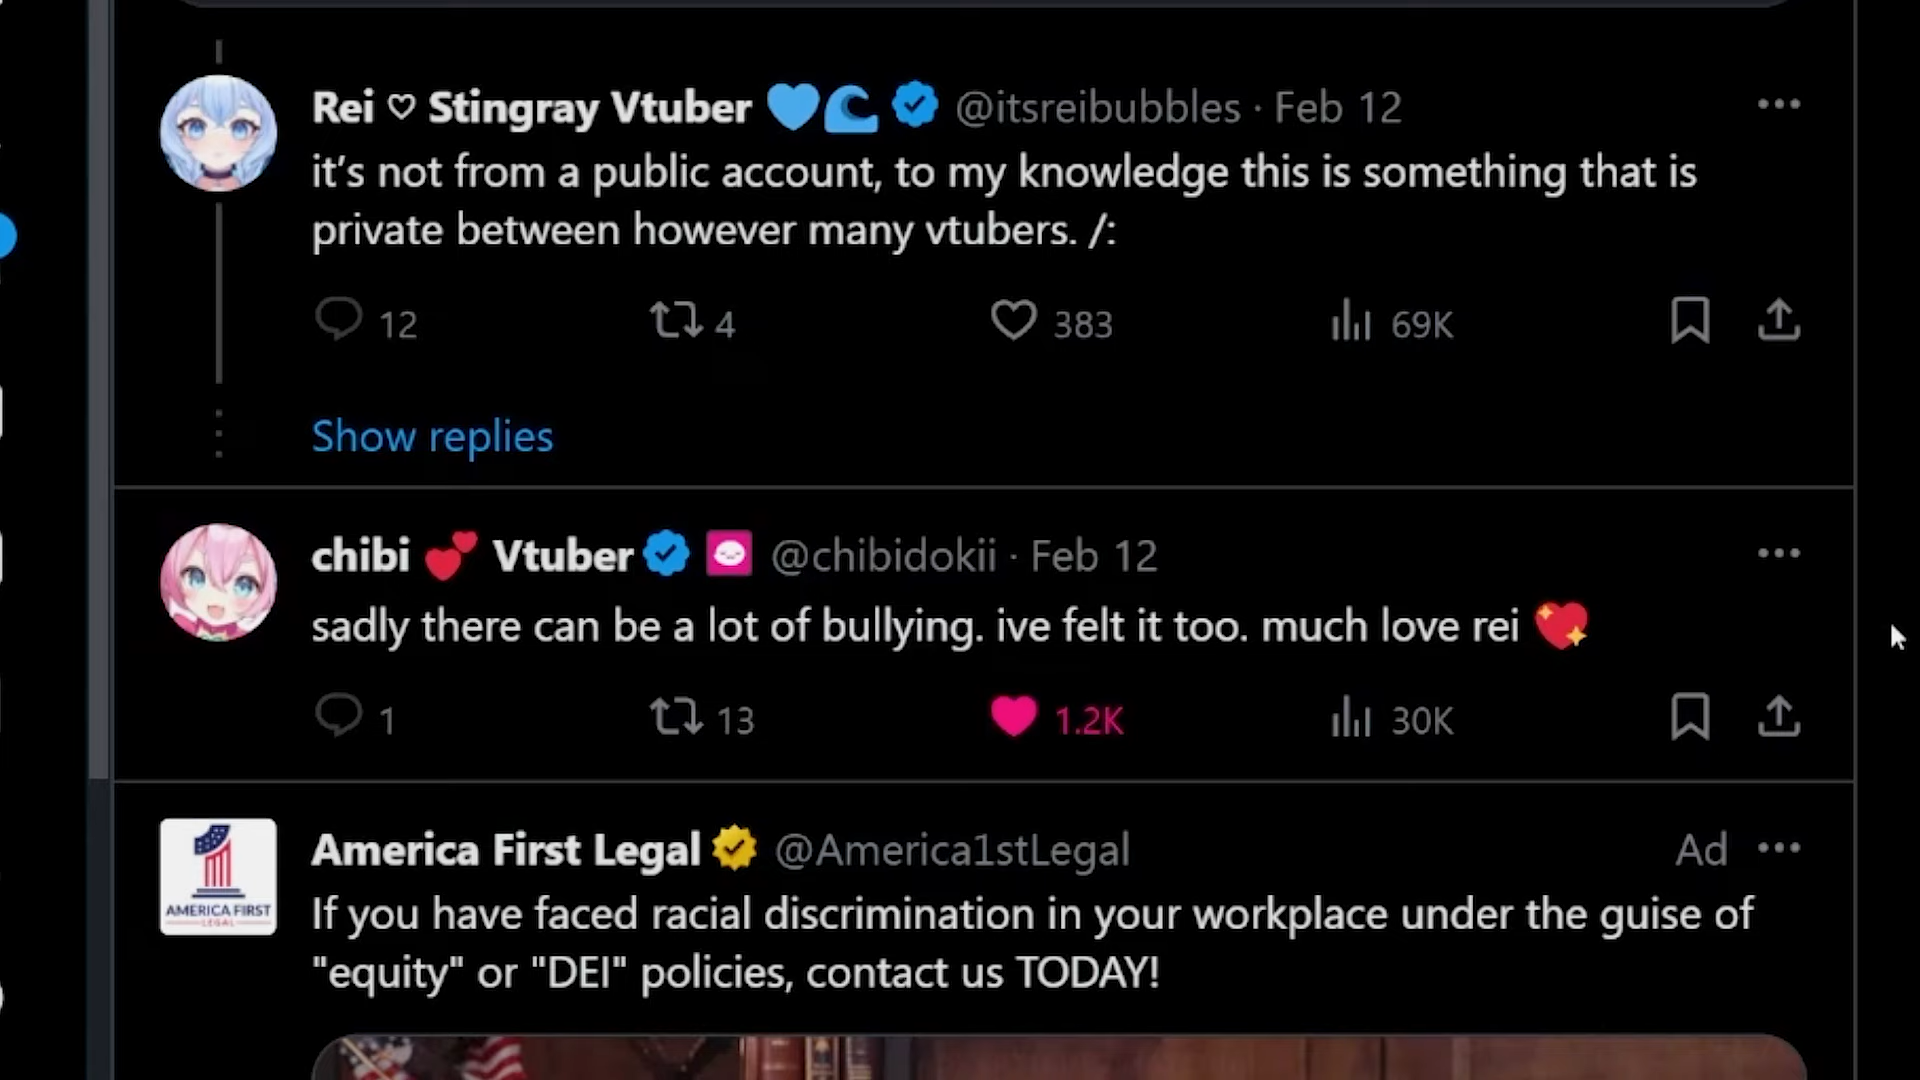 Rei ♡ Stingray Vtuber 💙🌊 @itsreibubbles · Feb 12
it's not from a public account, to my knowledge this is something that is
private between however many vtubers. /:
12 4 383 69K
Show replies
chibi 💕 Vtuber @chibidokii · Feb 12
sadly there can be a lot of bullying. ive felt it too. much love rei 💖
1 13 1.2K 30K
America First Legal @America1stLegal Ad
AMERICA FIRST
LEGAL
If you have faced racial discrimination in your workplace under the guise of
"equity" or "DEI" policies, contact us TODAY!